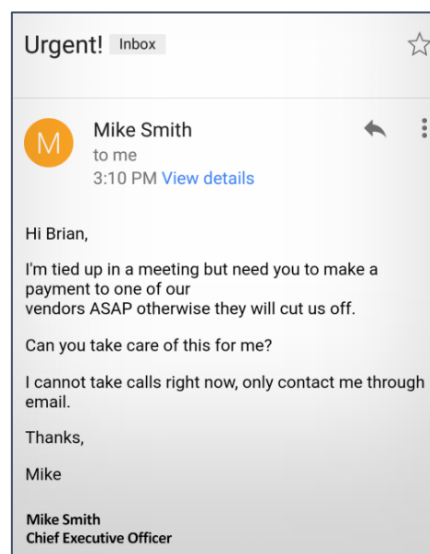 Urgent! Inbox
M
Mike Smith
to me
3:10 PM View details
Hi Brian,
I'm tied up in a meeting but need you to make a
payment to one of our
vendors ASAP otherwise they will cut us off.
Can you take care of this for me?
I cannot take calls right now, only contact me through
email.
Thanks,
Mike
Mike Smith
Chief Executive Officer